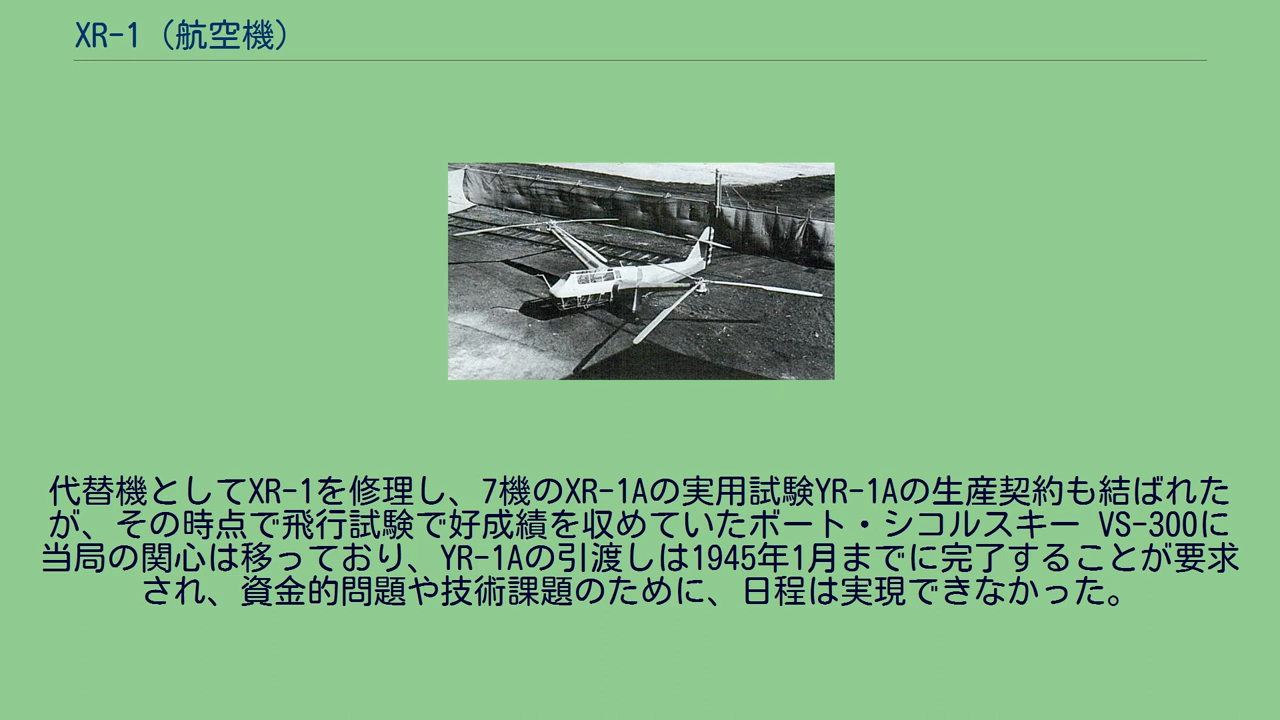 XR-1（航空機）
代替機としてXR-1を修理し、7機のXR-1Aの実用試験YR-1Aの生産契約も結ばれた
が、その時点で飛行試験で好成績を収めていたボート・シコルスキー VS-300に
当局の関心は移っており、YR-1Aの引渡しは1945年1月までに完了することが要求
され、資金的問題や技術課題のために、日程は実現できなかった。